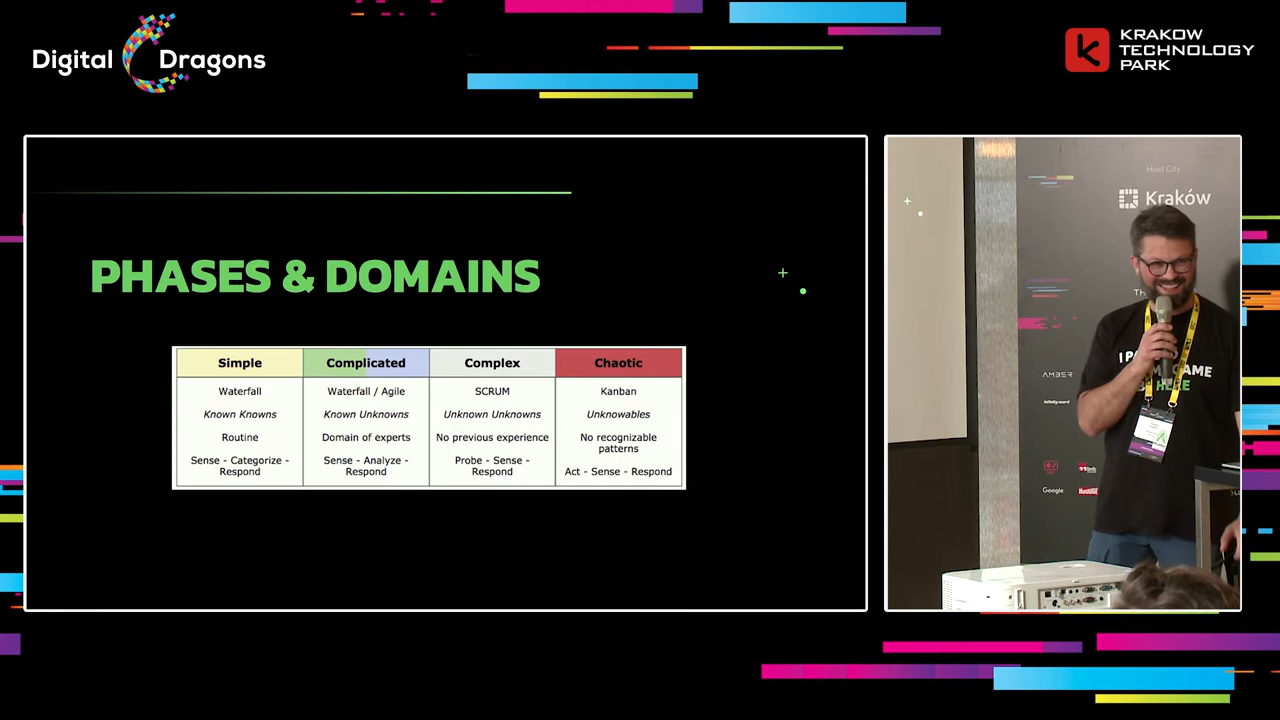 Digital Dragons
KRAKOW
TECHNOLOGY
PARK
PHASES & DOMAINS
Simple
Complicated
Complex
Chaotic
Waterfall
Waterfall / Agile
SCRUM
Kanban
Known Knowns
Known Unknowns
Unknown Unknowns
Unknowables
Routine
Domain of experts
No previous experience
No recognizable
patterns
Sense - Categorize -
Respond
Sense - Analyze -
Respond
Probe - Sense -
Respond
Act - Sense - Respond
Host City
Kraków
AMBER
Google
HERE